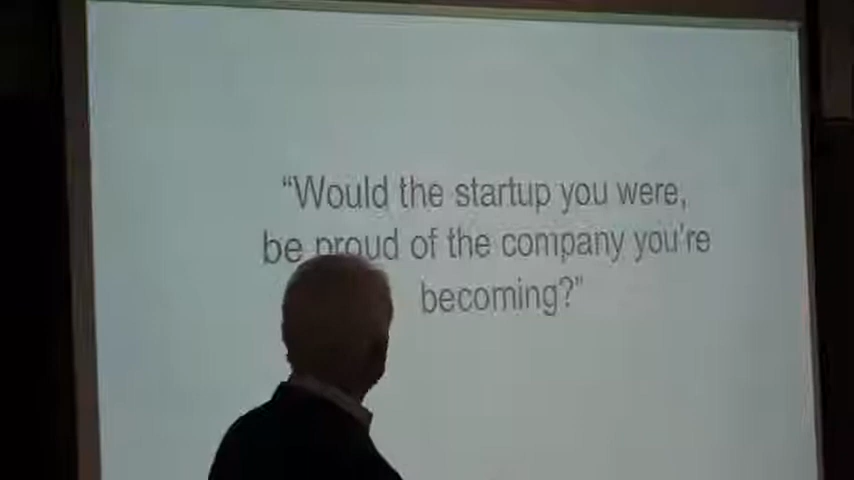 “Would the startup you were,
be proud of the company you're
becoming?”